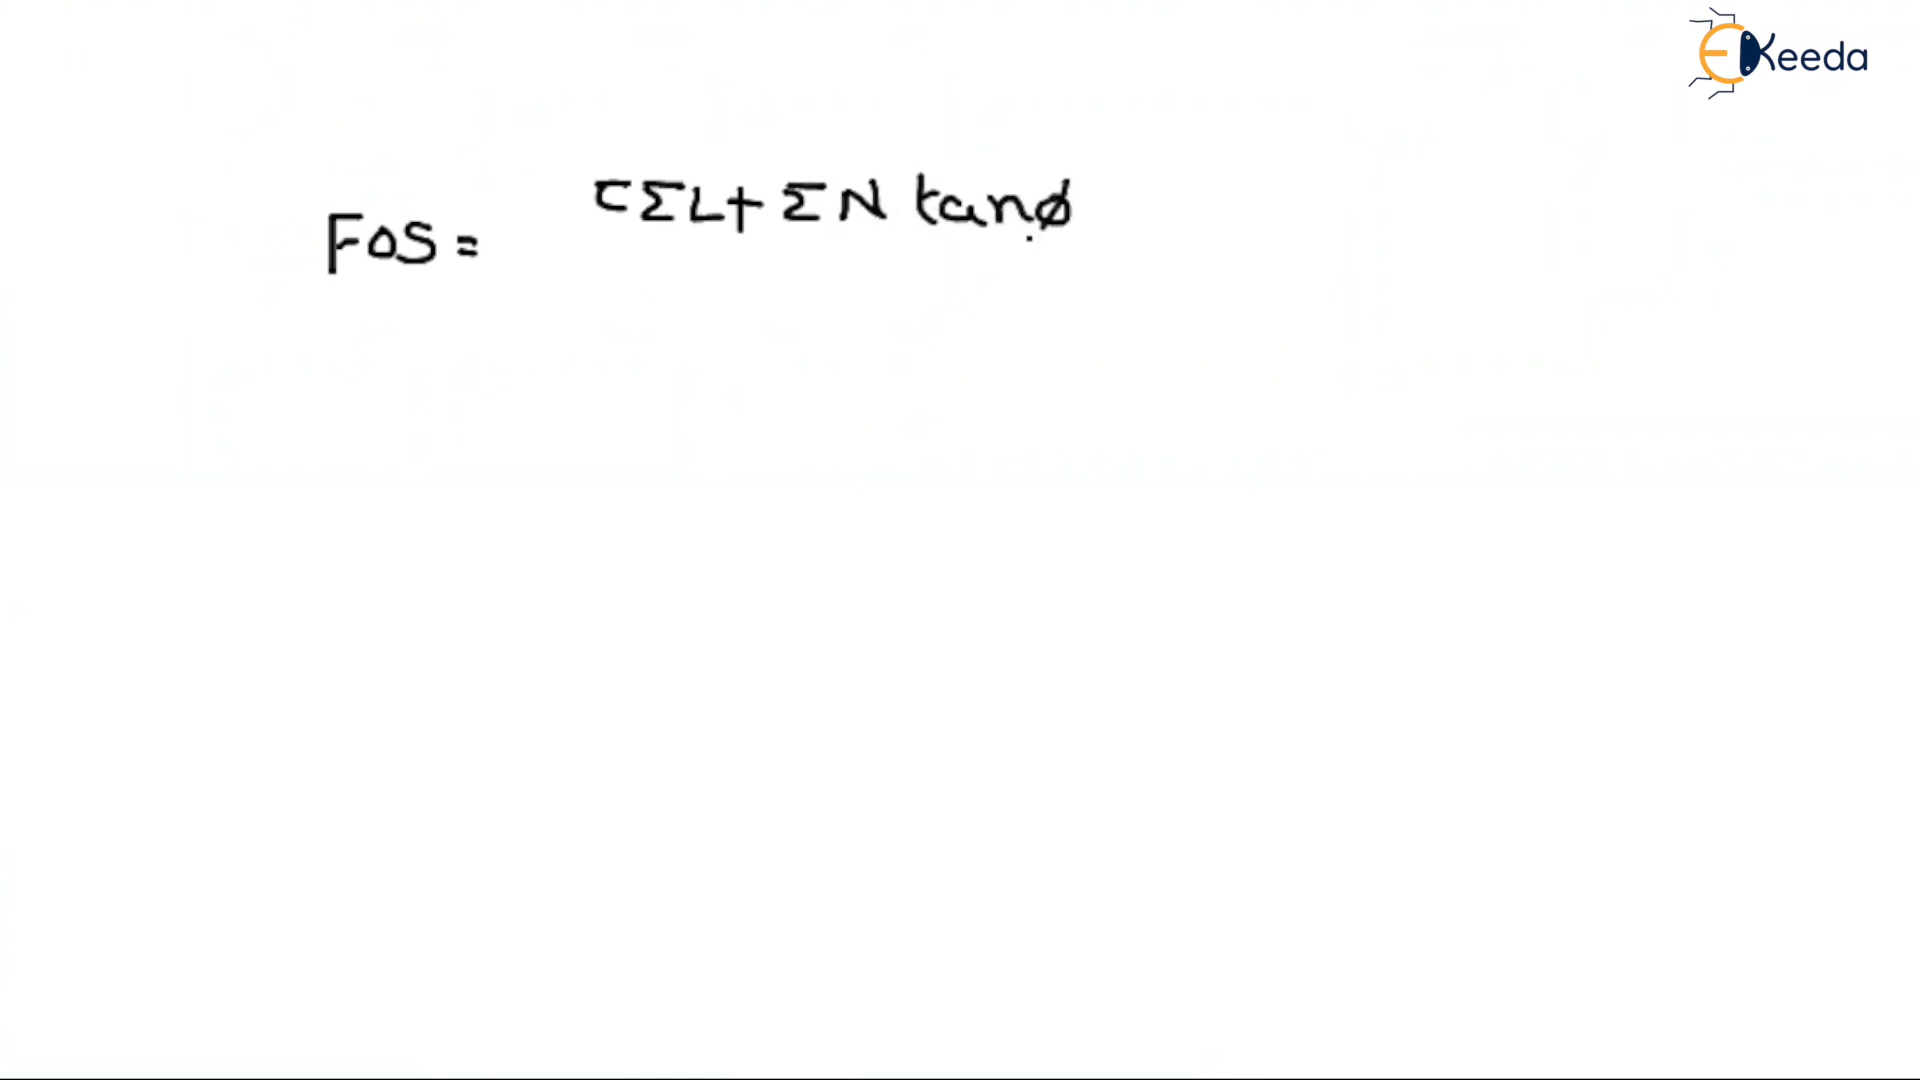 EKeeda
CΣL+ ΣN tanø
FOS =